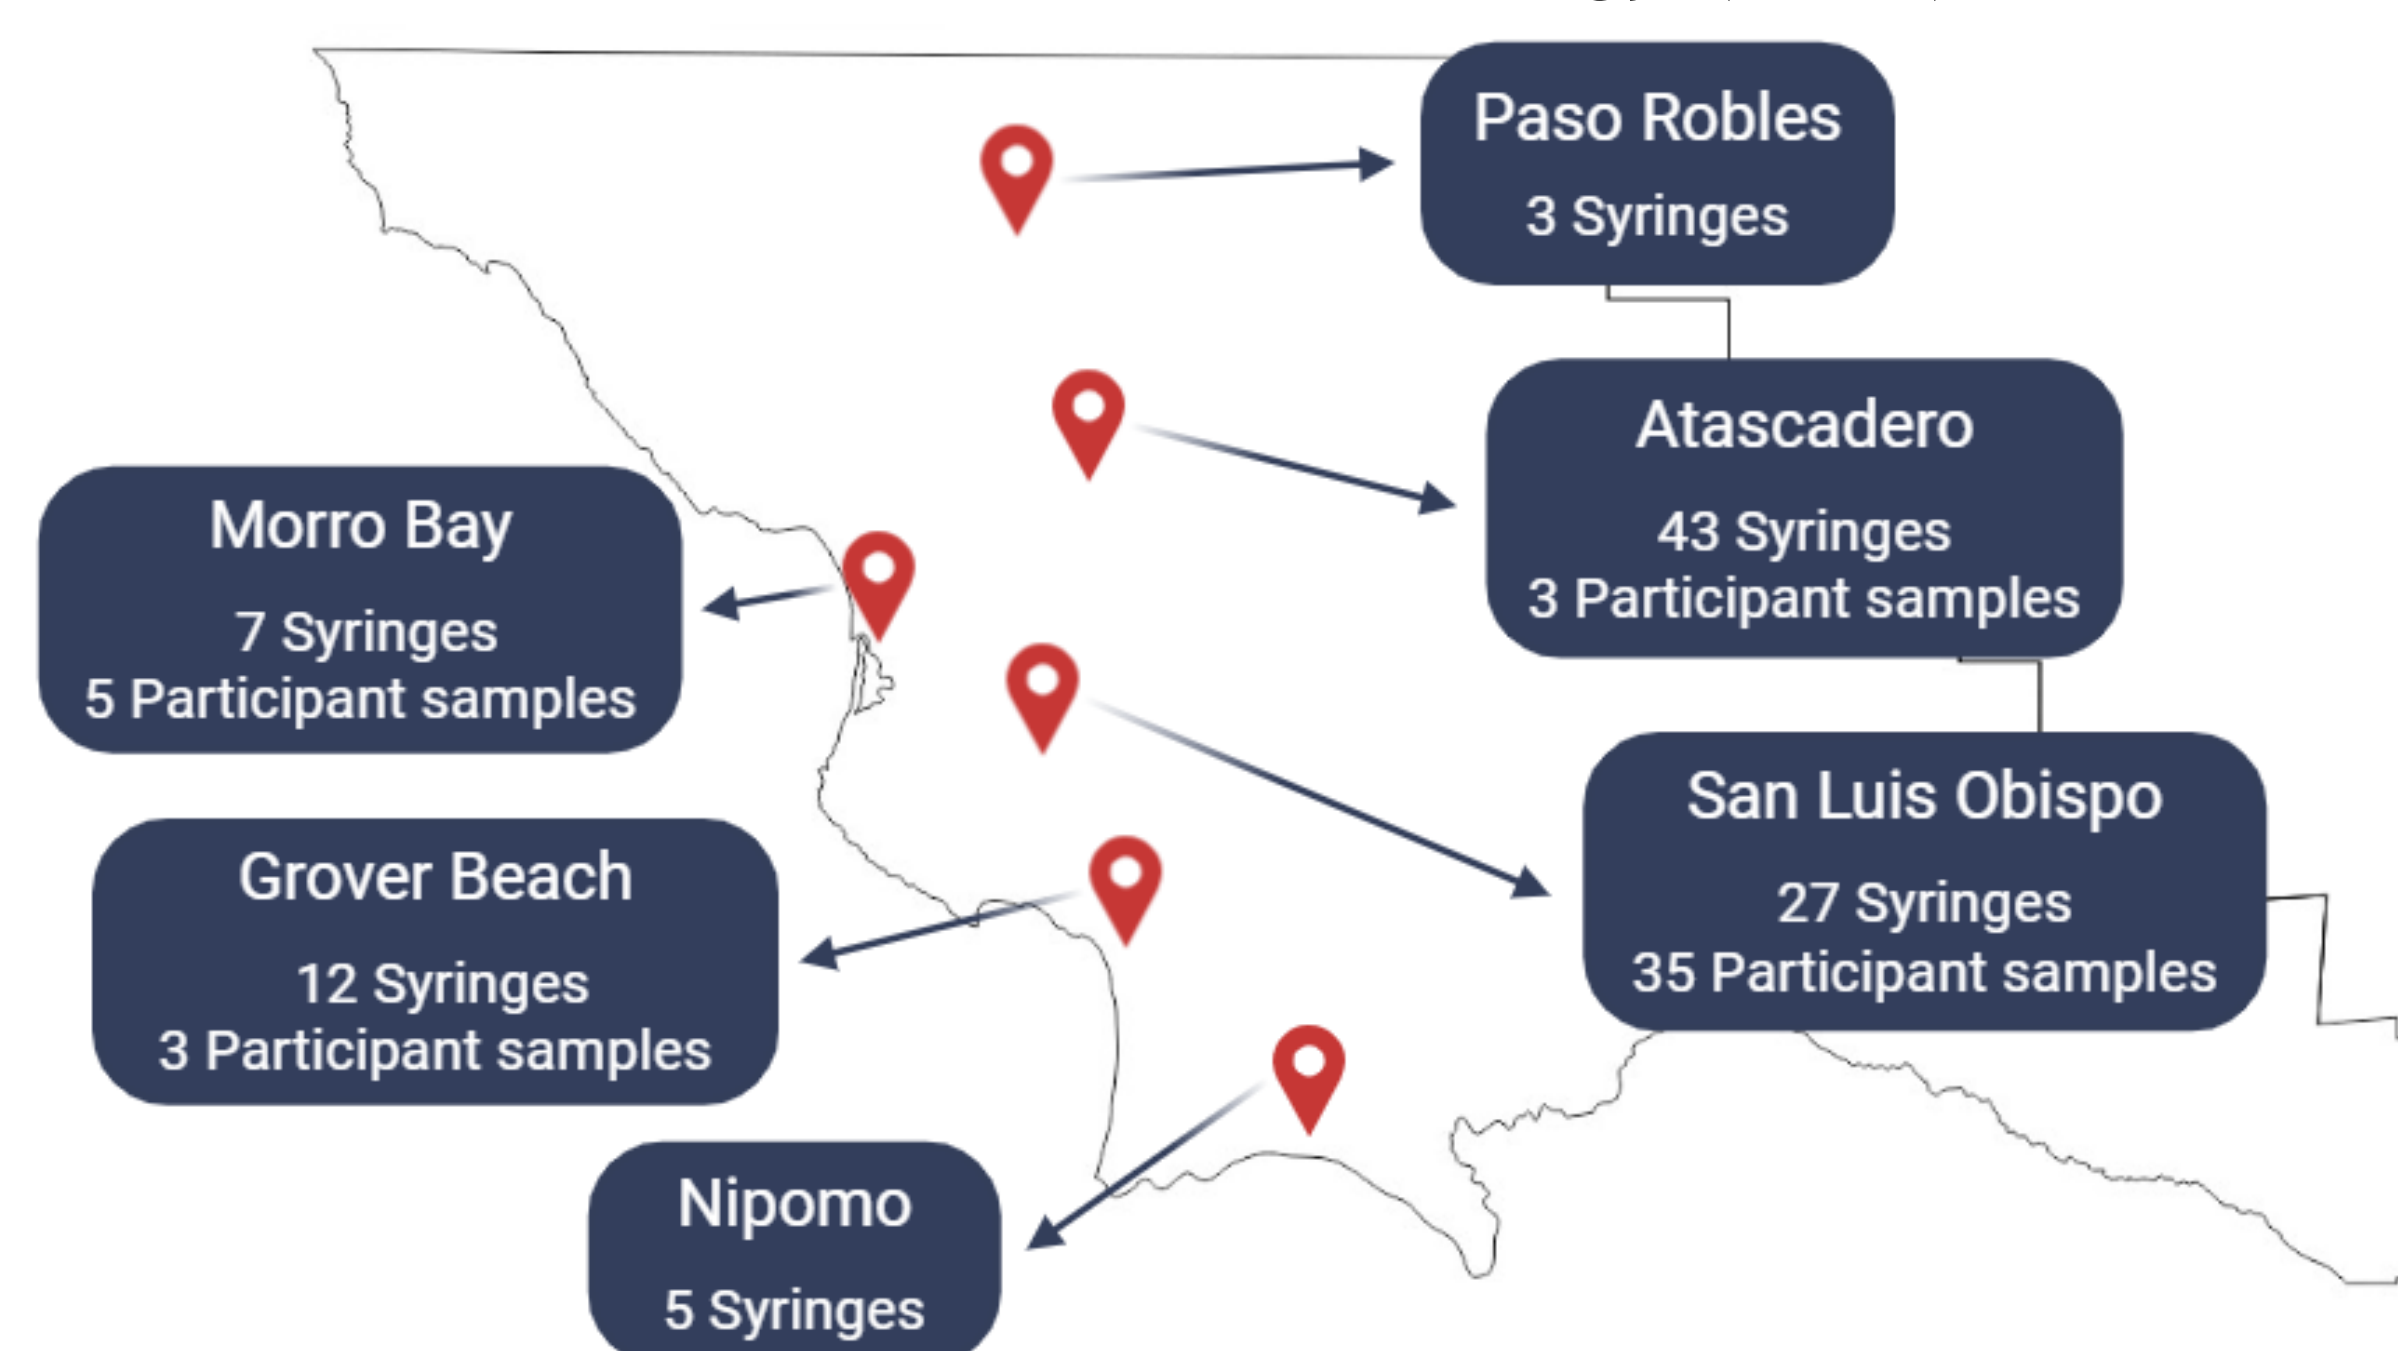 Paso Robles
3 Syringes
Atascadero
43 Syringes
3 Participant samples
Morro Bay
7 Syringes
5 Participant samples
San Luis Obispo
27 Syringes
35 Participant samples
Grover Beach
12 Syringes
3 Participant samples
Nipomo
5 Syringes